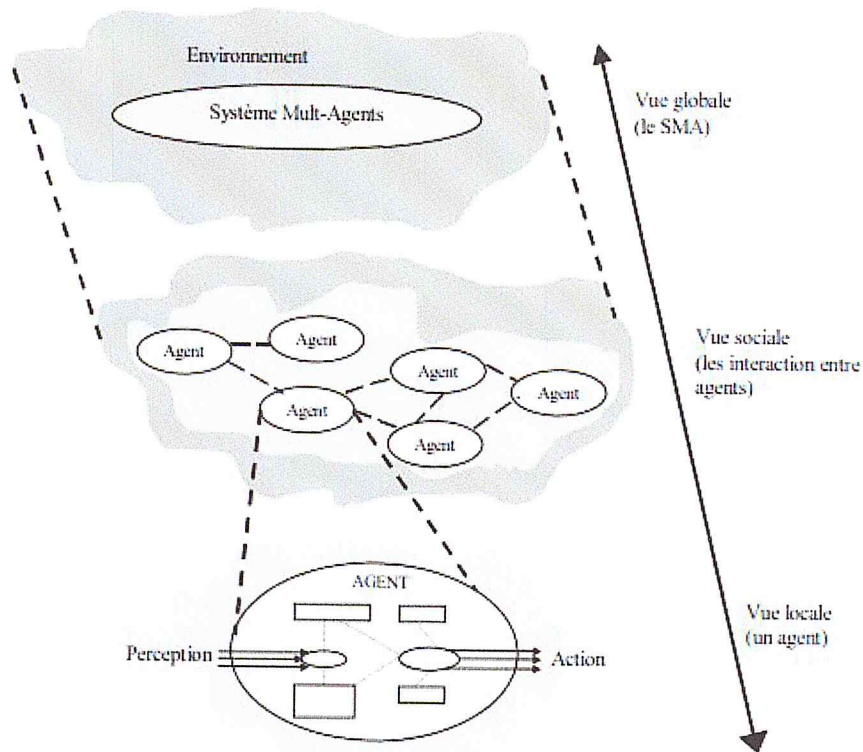 Environnement
Système Mult-Agents
Vue globale
(le SMA)
Agent
Agent
Agent
Agent
Agent
Agent
Vue sociale
(les interaction entre
agents)
AGENT
Perception
Action
Vue locale
(un agent)